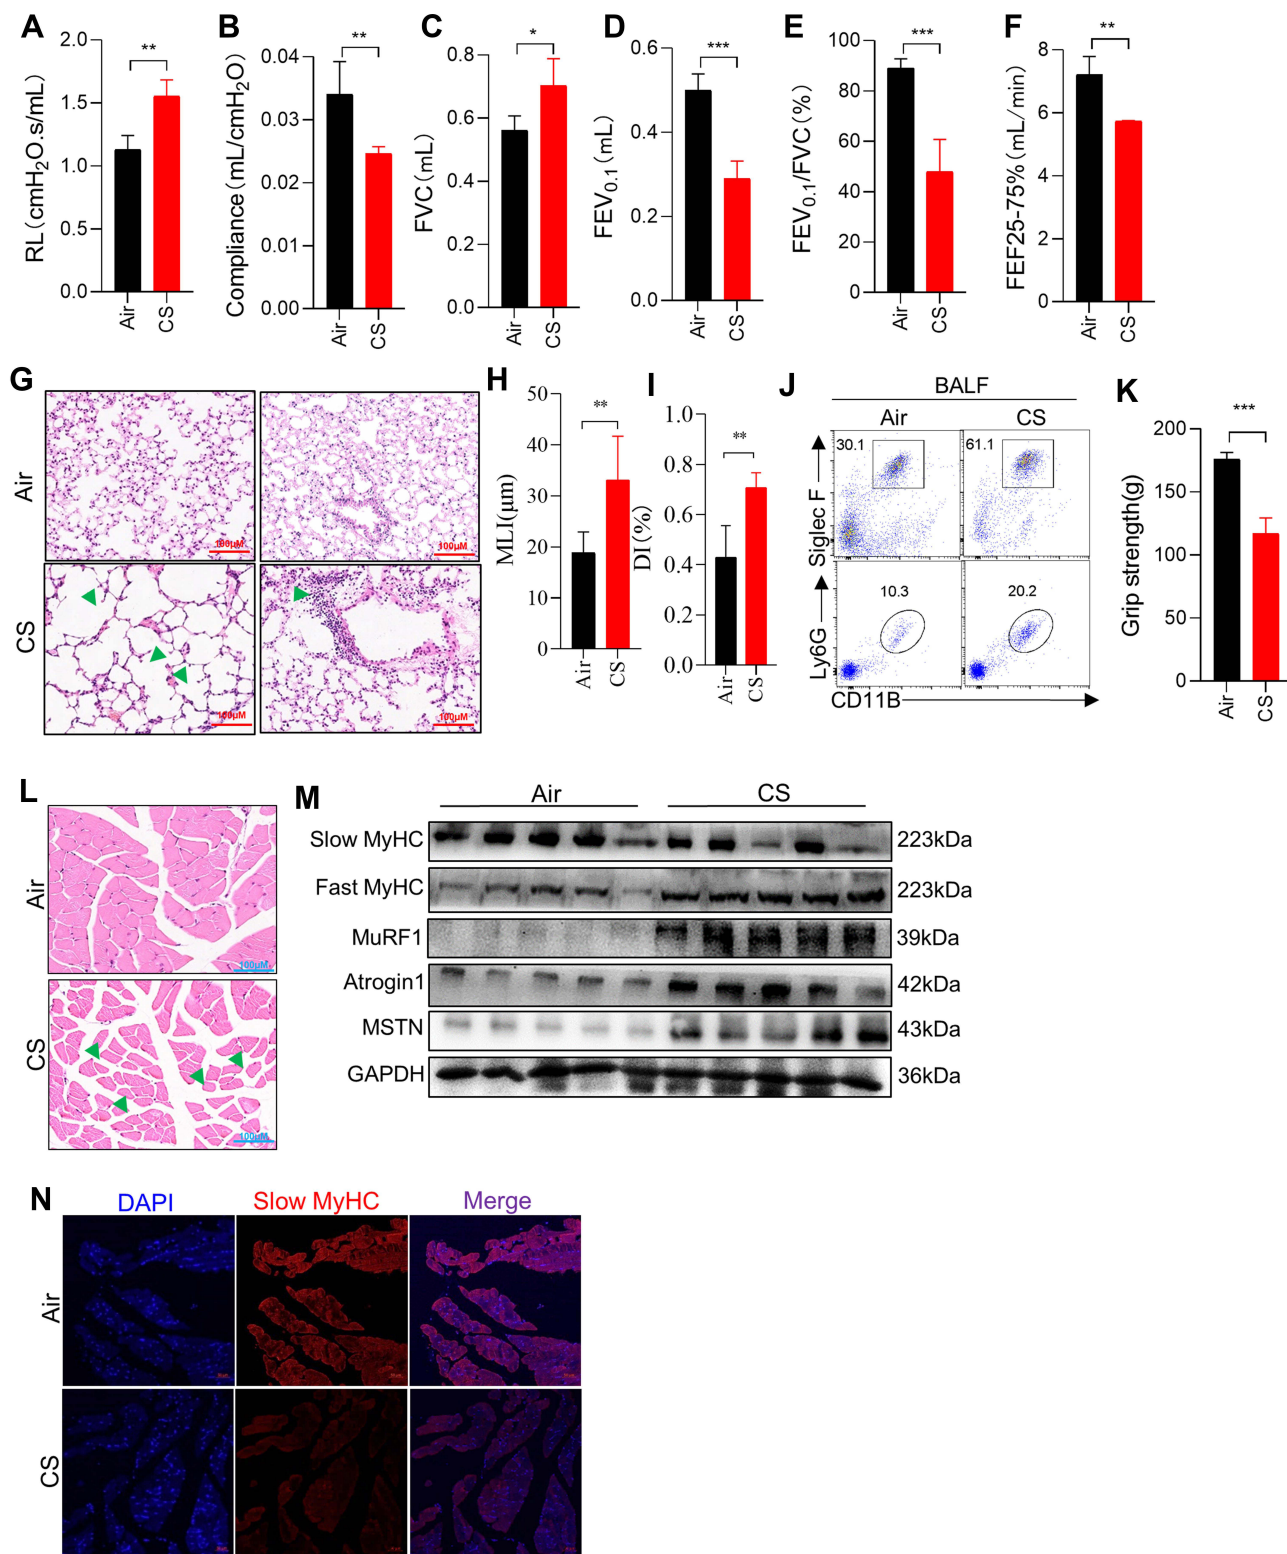 A
RL(cmH2O.s/mL)
2.0
1.5
1.0
0.5
0.0
**
Air
CS
B
Compliance(mL/cmH2O)
0.04
0.03
0.02
0.01
0.00
**
Air
CS
C
FVC(mL)
0.8
0.6
0.4
0.2
0.0
*
Air
CS
D
FEV0.1(mL)
0.6
0.4
0.2
0.0
***
Air
CS
E
FEV0.1/FVC(%)
100
80
60
40
20
0
***
Air
CS
F
FEF25-75%(mL/min)
8
6
4
2
0
**
Air
CS
G
Air
100μM
100μM
CS
100μM
100μM
H
MLI(μm)
50
40
30
20
10
0
**
Air
CS
I
DI(%)
1.0
0.8
0.6
0.4
0.2
0.0
**
Air
CS
J
BALF
Air
CS
Siglec F
30.1
61.1
Ly6G
10.3
20.2
CD11B
K
Grip strength(g)
200
150
100
50
0
***
Air
CS
L
Air
100μM
CS
100μM
M
Air
CS
Slow MyHC
223kDa
Fast MyHC
223kDa
MuRF1
39kDa
Atrogin1
42kDa
MSTN
43kDa
GAPDH
36kDa
N
DAPI
Slow MyHC
Merge
Air
CS